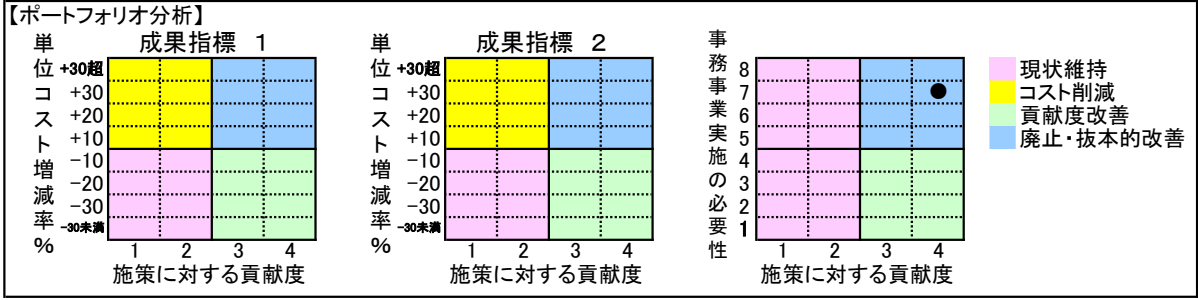 【ポートフォリオ分析】
成果指標 1
単位コスト増減率%
+30超
+30
+20
+10
-10
-20
-30
-30未満
1 2 3 4
施策に対する貢献度
成果指標 2
単位コスト増減率%
+30超
+30
+20
+10
-10
-20
-30
-30未満
1 2 3 4
施策に対する貢献度
事務事業実施の必要性
8
7
6
5
4
3
2
1
1 2 3 4
施策に対する貢献度
現状維持
コスト削減
貢献度改善
廃止・抜本的改善